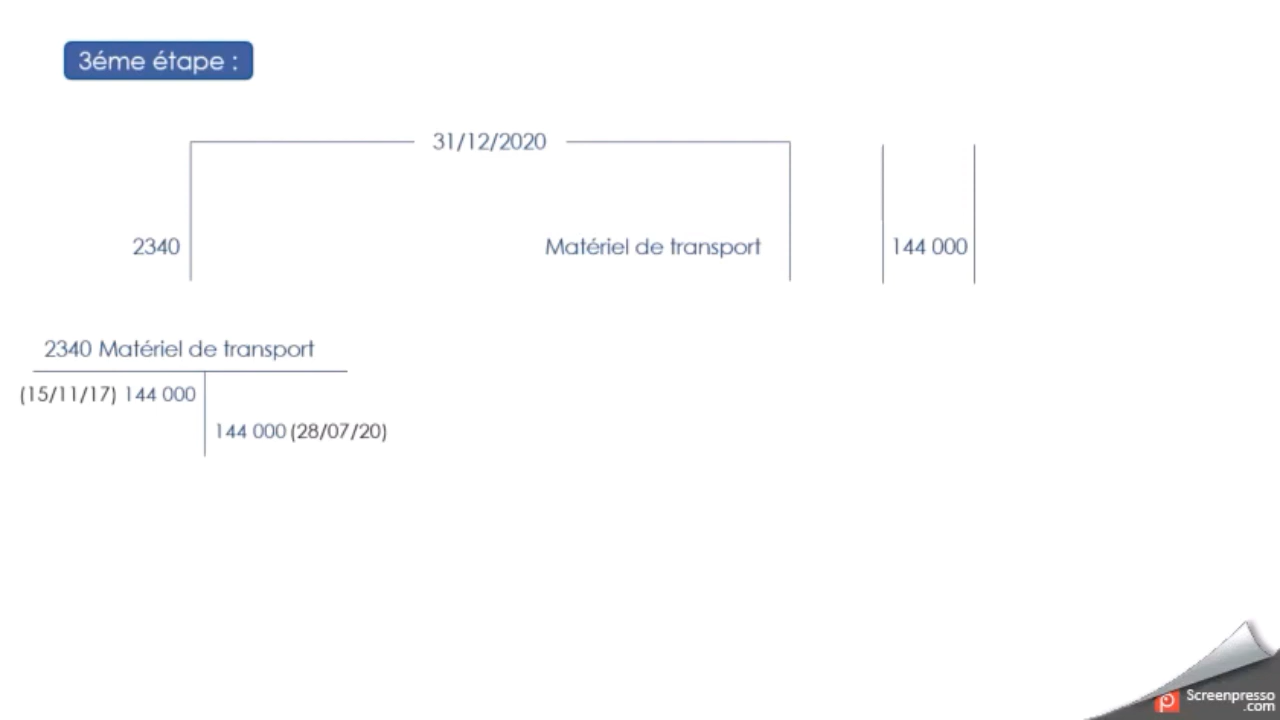 3éme étape :
31/12/2020
2340 Matériel de transport 144 000
2340 Matériel de transport
(15/11/17) 144 000
144 000 (28/07/20)
Screenpresso
.com